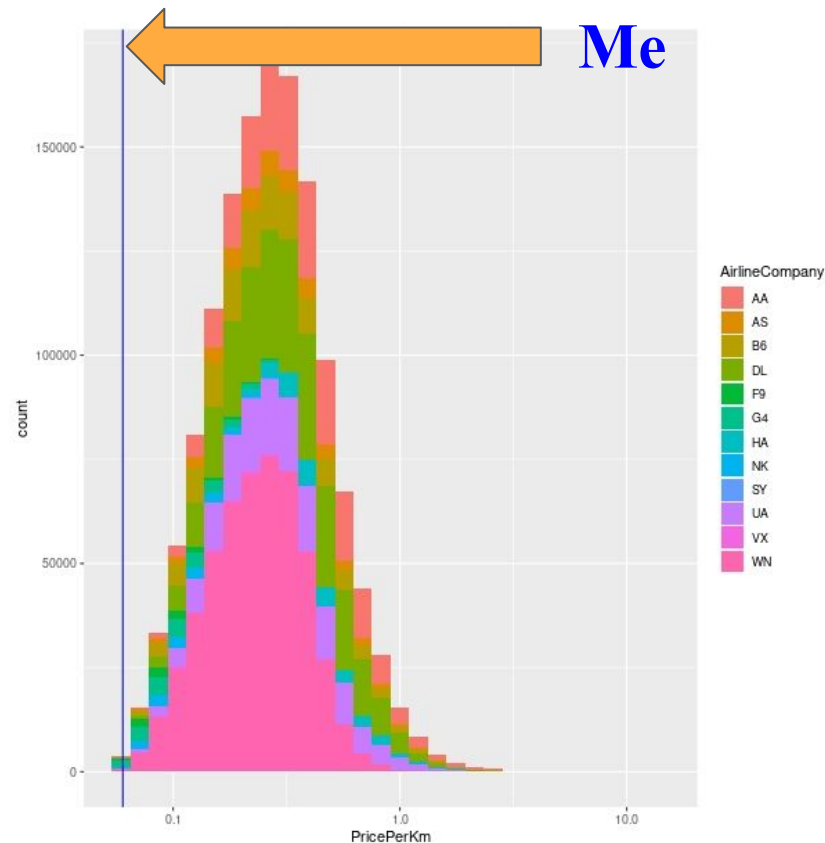 Me
150000
100000
50000
0
count
0.1
1.0
10.0
PricePerKm
AirlineCompany
AA
AS
B6
DL
F9
G4
HA
NK
SY
UA
VX
WN